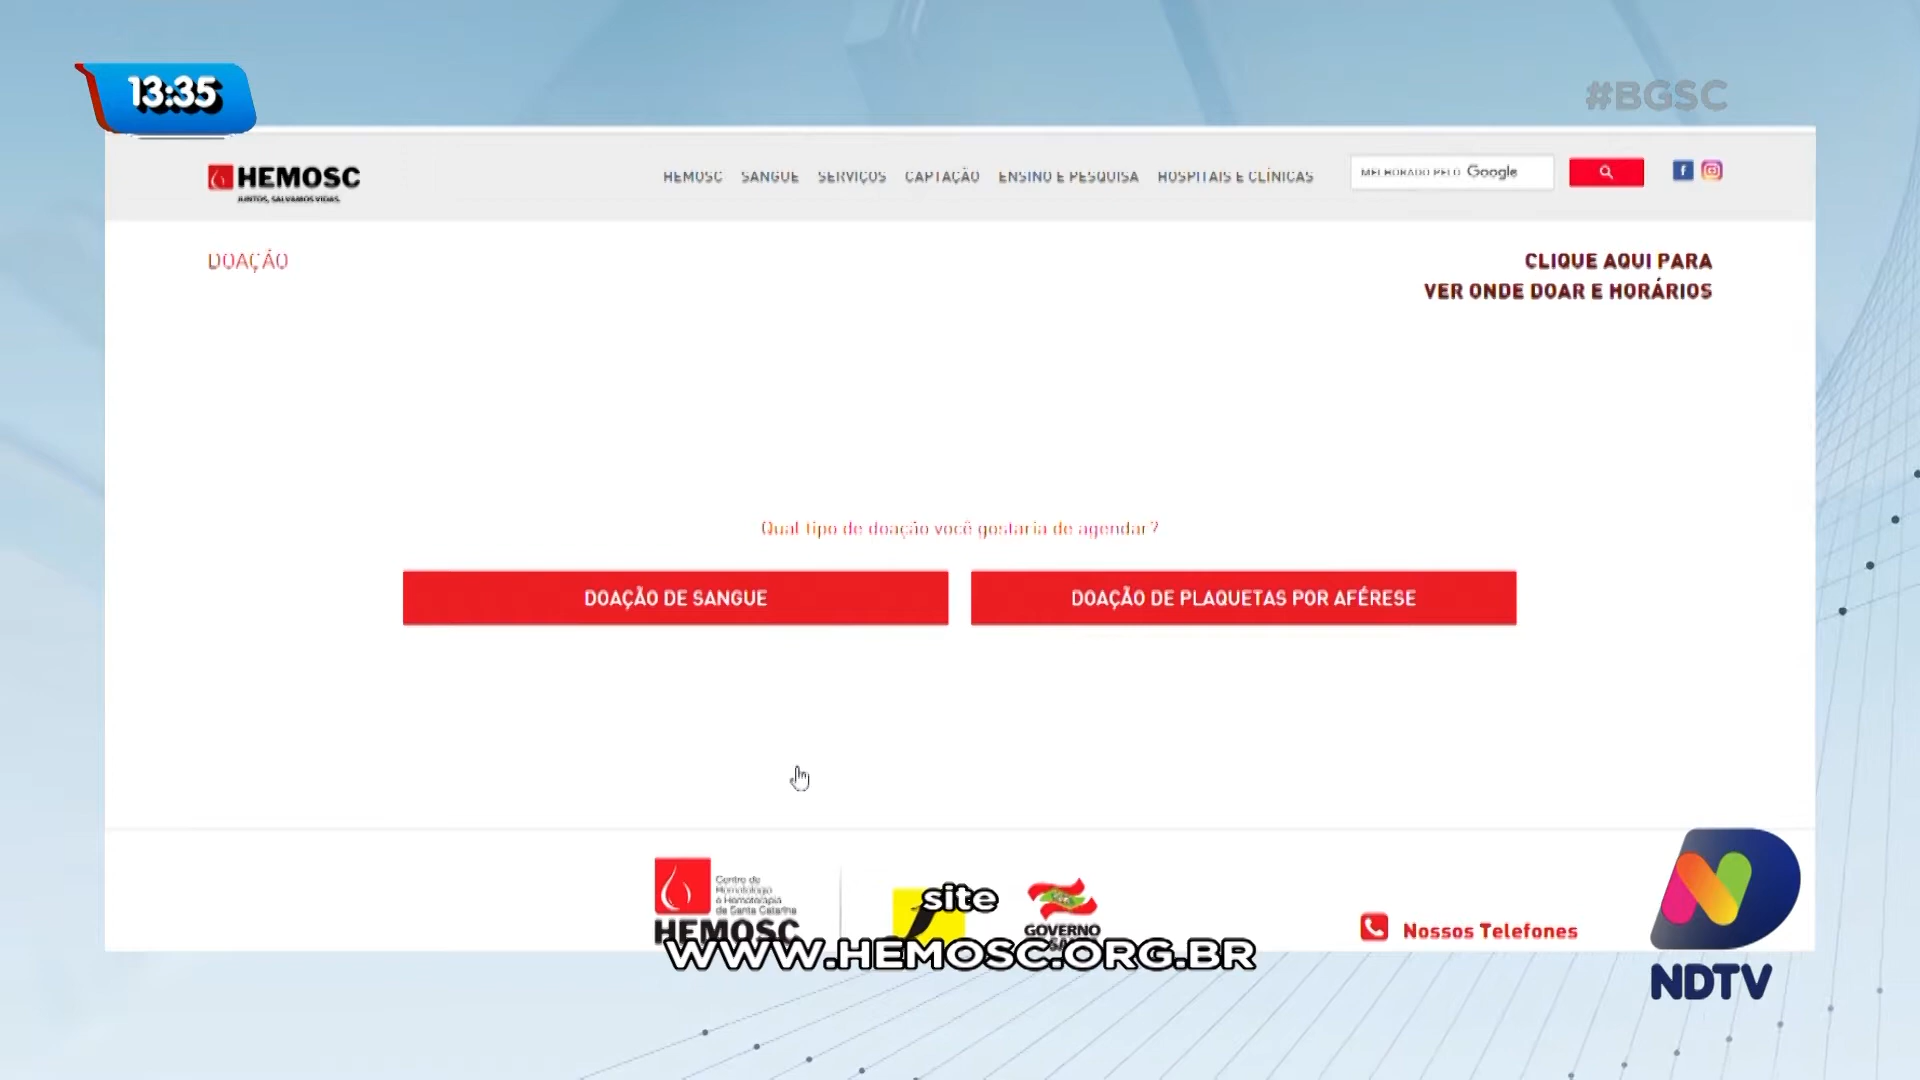 13:35
#BGSC
HEMOSC
JUNTOS, SALVAMOS VIDAS.
HEMOSC SANGUE SERVIÇOS CAPTAÇÃO ENSINO E PESQUISA HOSPITAIS E CLÍNICAS
MELHORADO PELO Google
DOAÇÃO
CLIQUE AQUI PARA
VER ONDE DOAR E HORÁRIOS
Qual tipo de doação você gostaria de agendar?
DOAÇÃO DE SANGUE
DOAÇÃO DE PLAQUETAS POR AFÉRESE
Centro de
Hematologia
e Hemoterapia
de Santa Catarina
HEMOSC
GOVERNO
Nossos Telefones
site
WWW.HEMOSC.ORG.BR
NDTV